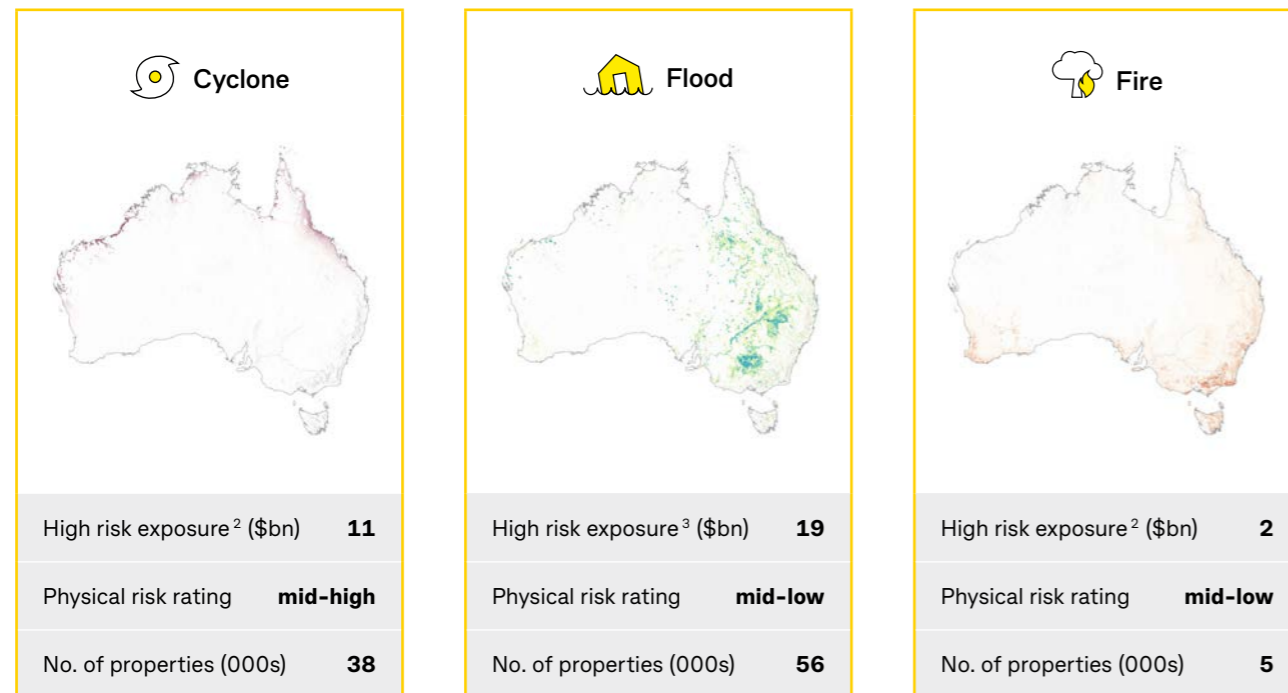 Cyclone
High risk exposure ² ($bn) 11
Physical risk rating mid-high
No. of properties (000s) 38
Flood
High risk exposure ³ ($bn) 19
Physical risk rating mid-low
No. of properties (000s) 56
Fire
High risk exposure ² ($bn) 2
Physical risk rating mid-low
No. of properties (000s) 5